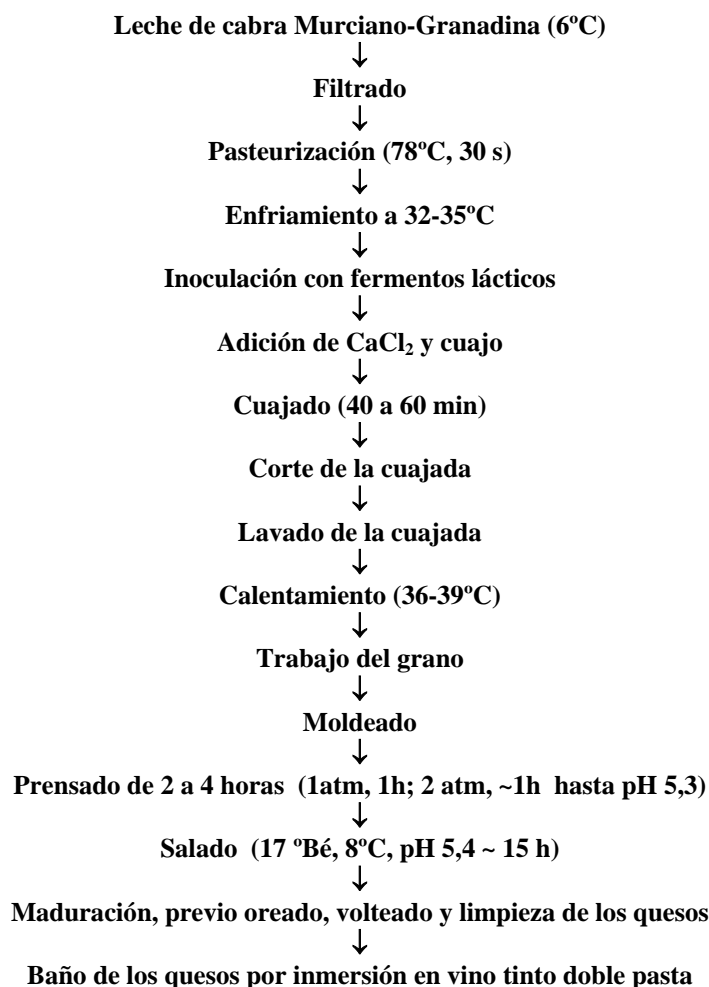 Leche de cabra Murciano-Granadina (6ºC)
↓
Filtrado
↓
Pasteurización (78ºC, 30 s)
↓
Enfriamiento a 32-35ºC
↓
Inoculación con fermentos lácticos
↓
Adición de CaCl₂ y cuajo
↓
Cuajado (40 a 60 min)
↓
Corte de la cuajada
↓
Lavado de la cuajada
↓
Calentamiento (36-39ºC)
↓
Trabajo del grano
↓
Moldeado
↓
Prensado de 2 a 4 horas (1atm, 1h; 2 atm, ~1h hasta pH 5,3)
↓
Salado (17 ºBé, 8ºC, pH 5,4 ~ 15 h)
↓
Maduración, previo oreado, volteado y limpieza de los quesos
↓
Baño de los quesos por inmersión en vino tinto doble pasta